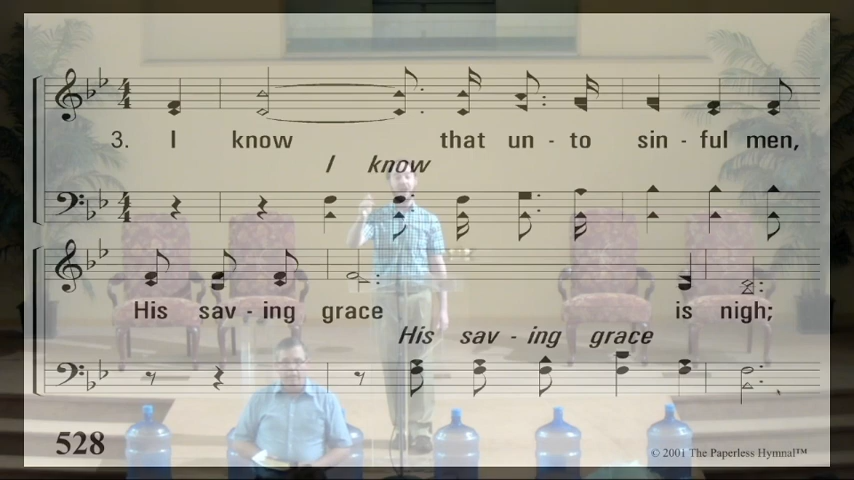 3. I know that un - to sin - ful men,
I know
His sav - ing grace is nigh;
His sav - ing grace
528 © 2001 The Paperless Hymnal™